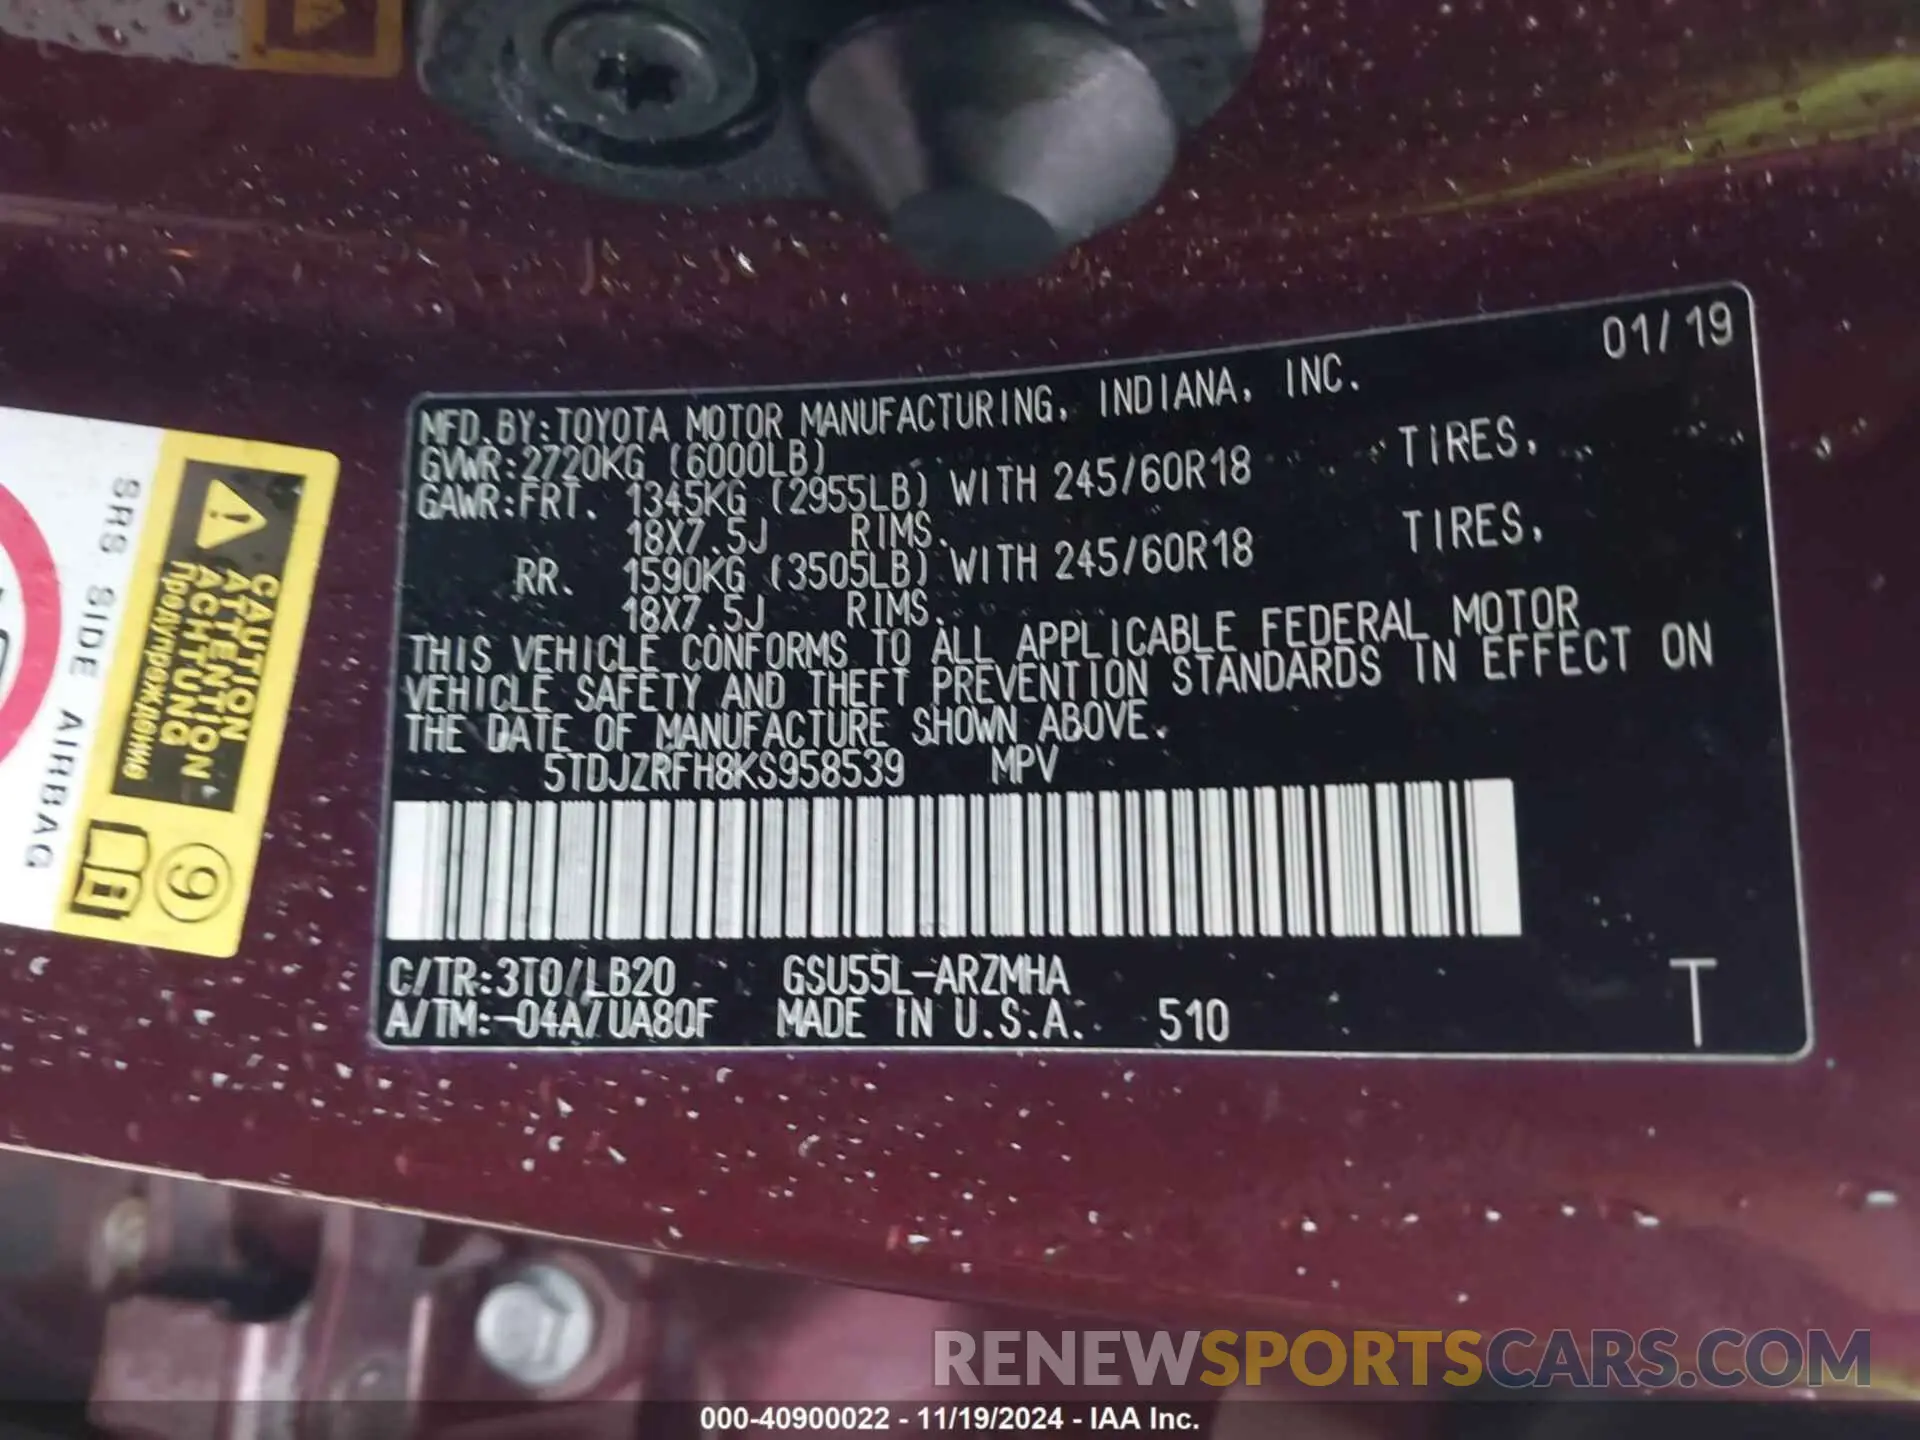 01/19
MFD.BY:TOYOTA MOTOR MANUFACTURING, INDIANA, INC.
GVWR:2720KG (6000LB)
GAWR:FRT. 1345KG (2955LB) WITH 245/60R18 TIRES,
18X7.5J RIMS.
RR. 1590KG (3505LB) WITH 245/60R18 TIRES,
18X7.5J RIMS.
THIS VEHICLE CONFORMS TO ALL APPLICABLE FEDERAL MOTOR
VEHICLE SAFETY AND THEFT PREVENTION STANDARDS IN EFFECT ON
THE DATE OF MANUFACTURE SHOWN ABOVE.
5TDJZRFH8KS958539 MPV
C/TR:3T0/LB20 GSU55L-ARZMHA
A/TM:-04A/UA80F MADE IN U.S.A. 510
T
CAUTION
ATTENTION
ACHTUNG
Предупреждение
9
SRS SIDE AIRBAG
RENEWSPORTSCARS.COM
000-40900022 - 11/19/2024 - IAA Inc.